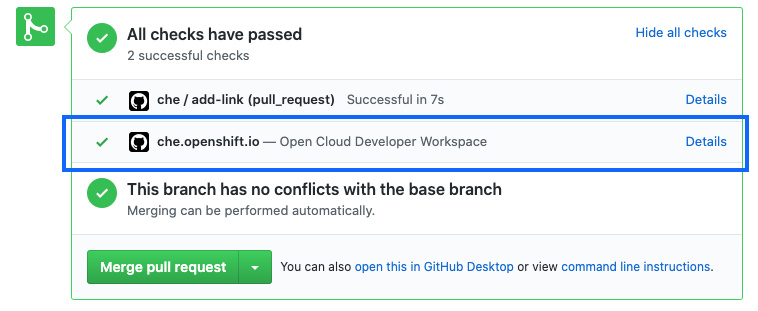 All checks have passed
Hide all checks
2 successful checks
che / add-link (pull_request) Successful in 7s
Details
che.openshift.io — Open Cloud Developer Workspace
Details
This branch has no conflicts with the base branch
Merging can be performed automatically.
Merge pull request
You can also open this in GitHub Desktop or view command line instructions.